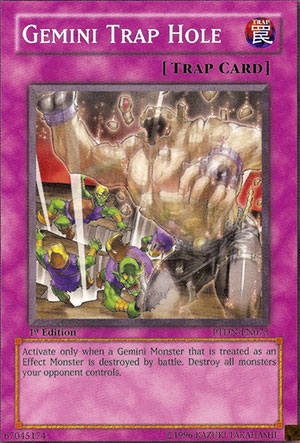 GEMINI TRAP HOLE
TRAP
罠
[TRAP CARD]
1st Edition
PTDN-EN073
Activate only when a Gemini Monster that is treated as an
Effect Monster is destroyed by battle. Destroy all monsters
your opponent controls.
67045174
©1996 KAZUKI TAKAHASHI